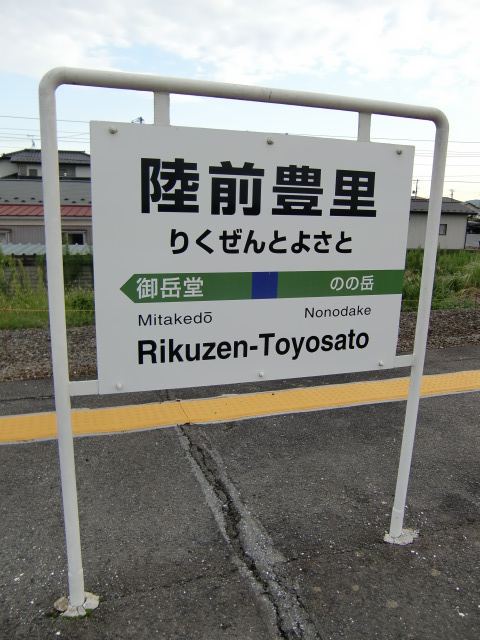 陸前豊里
りくぜんとよさと
御岳堂 のの岳
Mitakedō Nonodake
Rikuzen-Toyosato